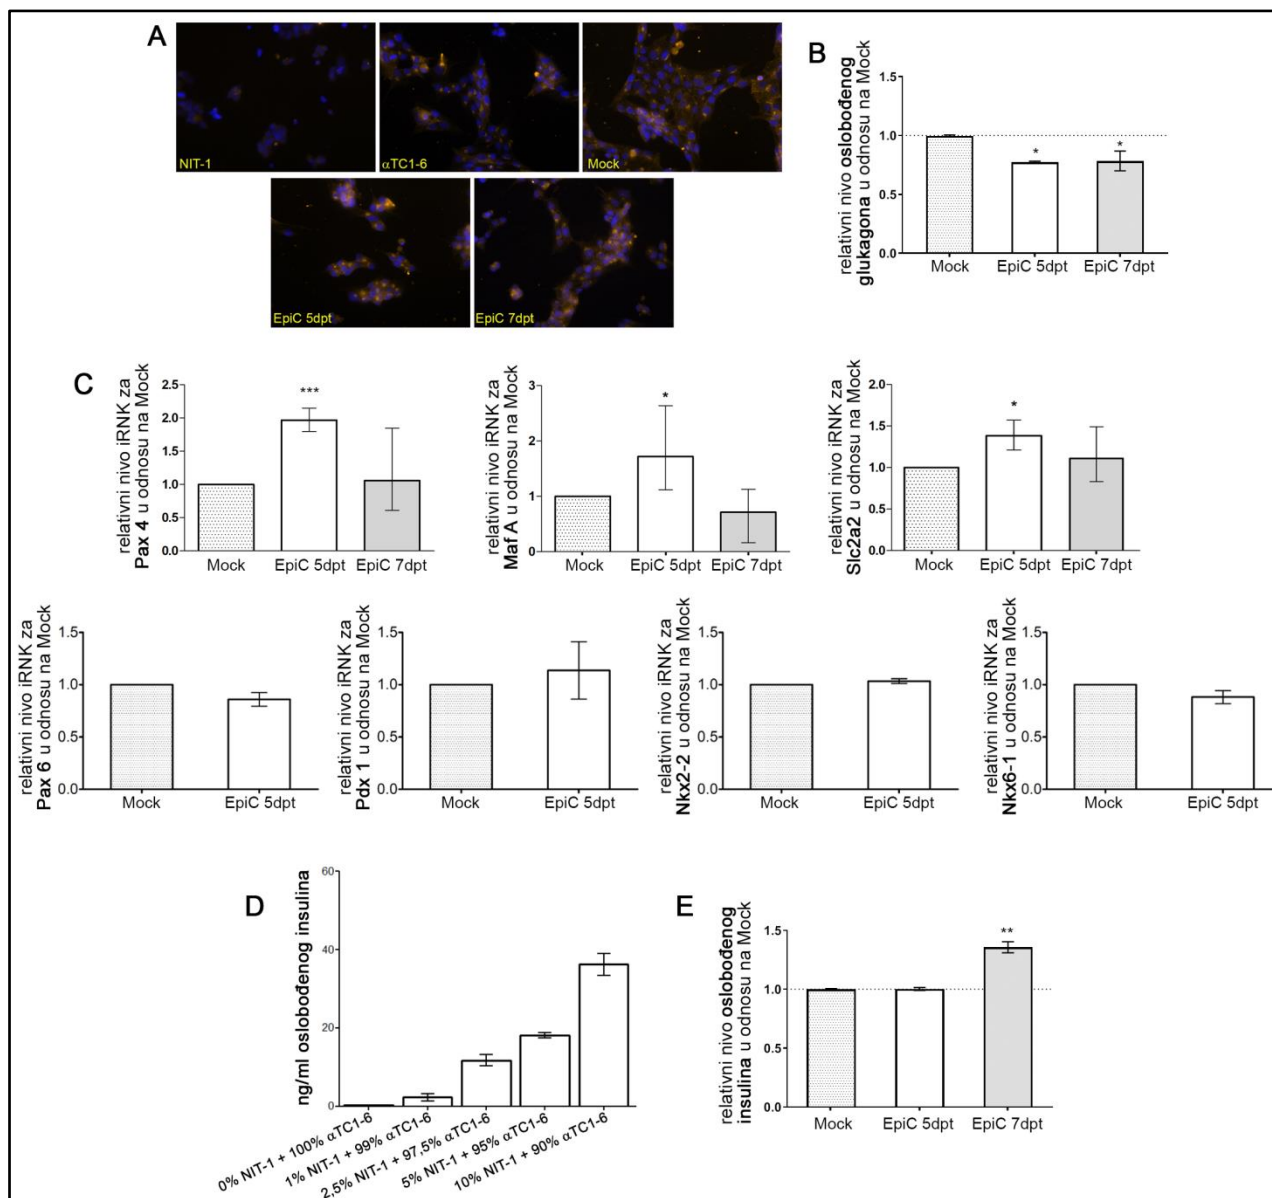 A
NIT-1
αTC1-6
Mock
EpiC 5dpt
EpiC 7dpt
B
relativni nivo oslobođenog
glukagona u odnosu na Mock
1.5
1.0
0.5
0.0
*
*
Mock
EpiC 5dpt
EpiC 7dpt
C
relativni nivo iRNK za
Pax 4 u odnosu na Mock
2.5
2.0
1.5
1.0
0.5
0.0
***
Mock
EpiC 5dpt
EpiC 7dpt
relativni nivo iRNK za
Maf A u odnosu na Mock
3
2
1
0
*
Mock
EpiC 5dpt
EpiC 7dpt
relativni nivo iRNK za
Slc2a2 u odnosu na Mock
2.0
1.5
1.0
0.5
0.0
*
Mock
EpiC 5dpt
EpiC 7dpt
relativni nivo iRNK za
Pax 6 u odnosu na Mock
1.5
1.0
0.5
0.0
Mock
EpiC 5dpt
relativni nivo iRNK za
Pdx 1 u odnosu na Mock
1.5
1.0
0.5
0.0
Mock
EpiC 5dpt
relativni nivo iRNK za
Nkx2-2 u odnosu na Mock
1.5
1.0
0.5
0.0
Mock
EpiC 5dpt
relativni nivo iRNK za
Nkx6-1 u odnosu na Mock
1.5
1.0
0.5
0.0
Mock
EpiC 5dpt
D
ng/ml oslobođenog insulina
60
40
20
0
0% NIT-1 + 100% αTC1-6
1% NIT-1 + 99% αTC1-6
2,5% NIT-1 + 97,5% αTC1-6
5% NIT-1 + 95% αTC1-6
10% NIT-1 + 90% αTC1-6
E
relativni nivo oslobođenog
insulina u odnosu na Mock
1.5
1.0
0.5
0.0
**
Mock
EpiC 5dpt
EpiC 7dpt